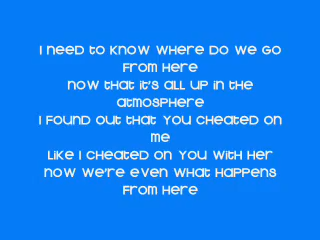 I need to know where do we go
from here
now that it's all up in the
atmosphere
I found out that you cheated on
me
Like I cheated on you with her
now we're even what happens
from here